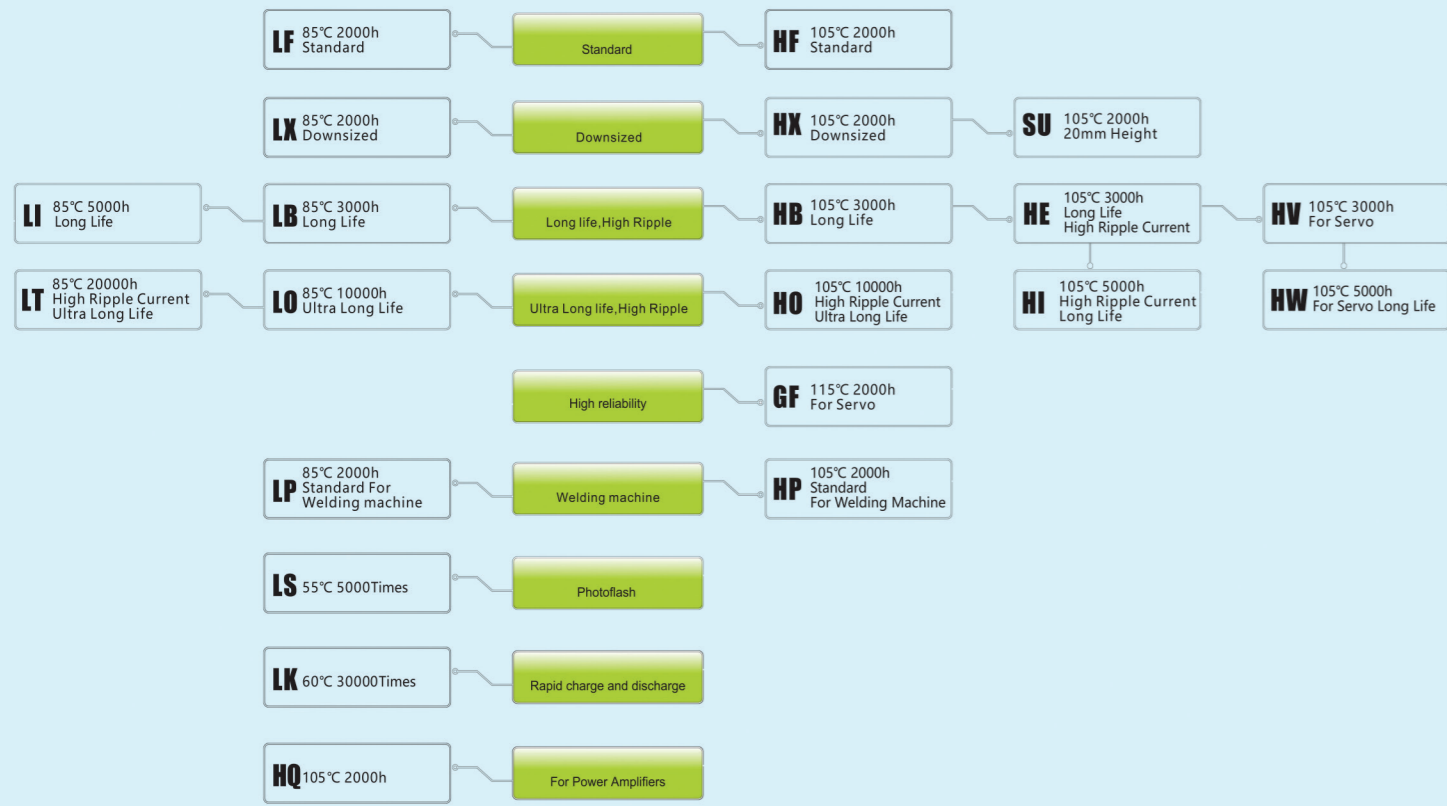 LF 85℃ 2000h
Standard
Standard
HF 105℃ 2000h
Standard
LX 85℃ 2000h
Downsized
Downsized
HX 105℃ 2000h
Downsized
SU 105℃ 2000h
20mm Height
LI 85℃ 5000h
Long Life
LB 85℃ 3000h
Long Life
Long life,High Ripple
HB 105℃ 3000h
Long Life
HE 105℃ 3000h
Long Life
High Ripple Current
HV 105℃ 3000h
For Servo
LT 85℃ 20000h
High Ripple Current
Ultra Long Life
LO 85℃ 10000h
Ultra Long Life
Ultra Long life,High Ripple
HO 105℃ 10000h
High Ripple Current
Ultra Long Life
HI 105℃ 5000h
High Ripple Current
Long Life
HW 105℃ 5000h
For Servo Long Life
High reliability
GF 115℃ 2000h
For Servo
LP 85℃ 2000h
Standard For
Welding machine
Welding machine
HP 105℃ 2000h
Standard
For Welding Machine
LS 55℃ 5000Times
Photoflash
LK 60℃ 30000Times
Rapid charge and discharge
HQ 105℃ 2000h
For Power Amplifiers